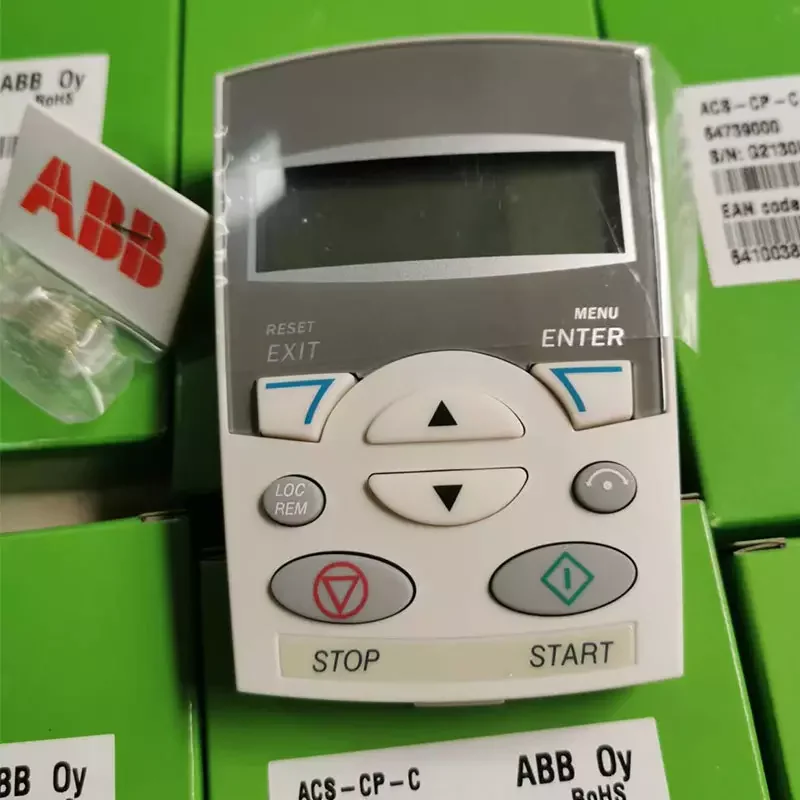 ABB Oy
RoHS
ABB
ACS-CP-C
64739000
EAN code
RESET
EXIT
MENU
ENTER
LOC
REM
STOP
START
BB Oy
ACS-CP-C
ABB Oy
RoHS